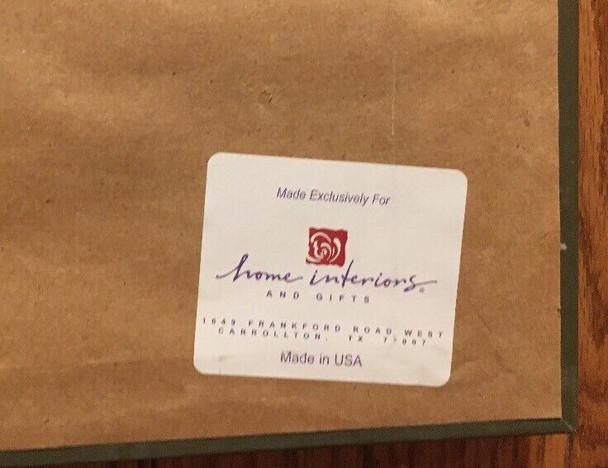 Made Exclusively For
home interiors®
AND GIFTS
1649 FRANKFORD ROAD WEST
CARROLLTON, TX
Made in USA